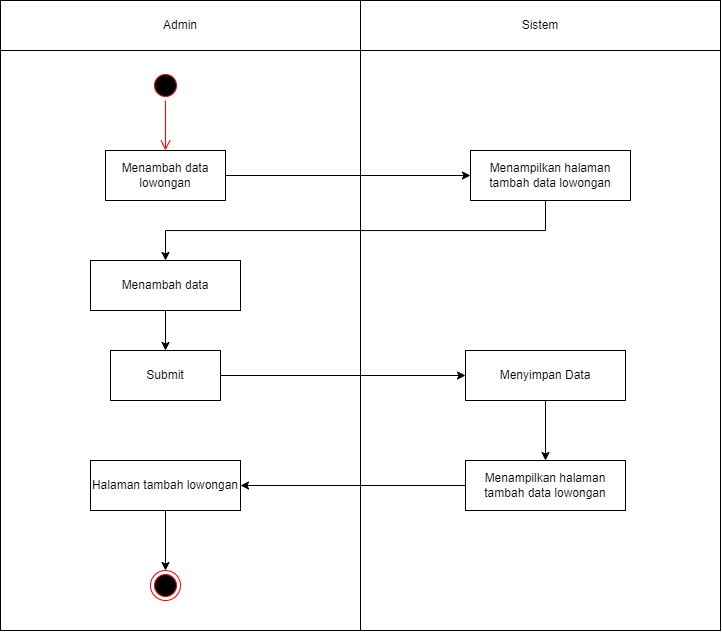 Admin
Sistem
Menambah data
lowongan
Menampilkan halaman
tambah data lowongan
Menambah data
Submit
Menyimpan Data
Halaman tambah lowongan
Menampilkan halaman
tambah data lowongan